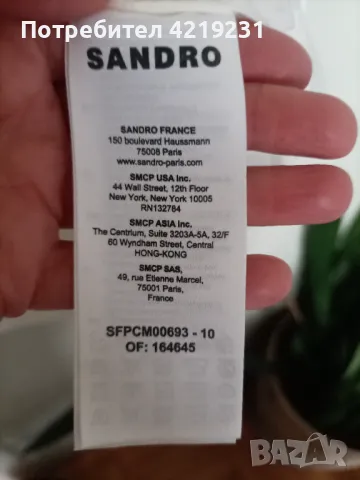 Потребител 4219231
SANDRO
SANDRO FRANCE
150 boulevard Haussmann
75008 Paris
www.sandro-paris.com
SMCP USA Inc.
44 Wall Street, 12th Floor
New York, New York 10005
RN132784
SMCP ASIA Inc.
The Centrium, Suite 3203A-5A, 32/F
60 Wyndham Street, Central
HONG-KONG
SMCP SAS,
49, rue Etienne Marcel,
75001 Paris,
France
SFPCM00693 - 10
OF: 164645
BAZAR